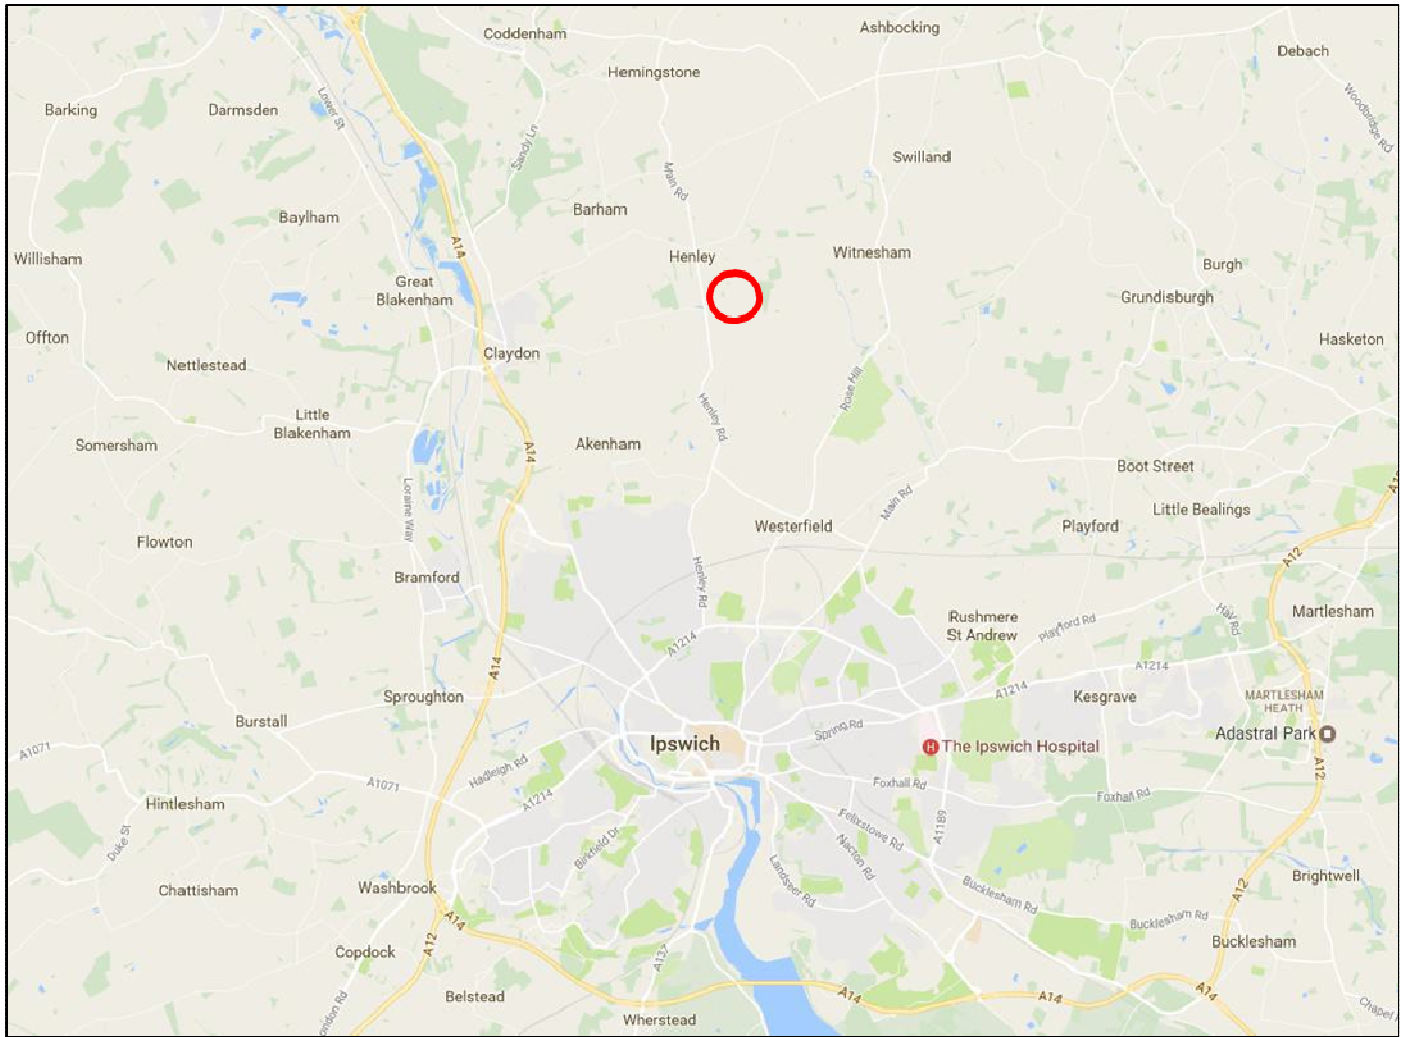 Coddenham
Ashbocking
Debach
Hemingstone
Barking
Darmsden
Lower St
Woodbridge Rd
Sandy Ln
Swilland
Main Rd
Barham
Baylham
A14
Henley
Witnesham
Willisham
Burgh
Great
Blakenham
Grundisburgh
Offton
Hasketon
Claydon
Nettlestead
Rose Hill
Little
Blakenham
Henley Rd
Somersham
Akenham
A14
Boot Street
Loraine Way
Main Rd
Little Bealings
Westerfield
Playford
Flowton
A12
Bramford
Henley Rd
Rushmere
St Andrew
Playford Rd
Martlesham
A1214
A14
A1214
A1214
Sproughton
Kesgrave
MARTLESHAM
HEATH
Burstall
Spring Rd
Adastral Park
Ipswich
H
The Ipswich Hospital
A1071
Hadleigh Rd
A12
A1071
Foxhall Rd
Foxhall Rd
Hintlesham
A1214
Duke St
Birkfield Dr
Felixstowe Rd
A1189
Nacton Rd
Landseer Rd
Chattisham
Washbrook
Bucklesham Rd
A12
Brightwell
A14
Bucklesham Rd
Copdock
A12
A137
Bucklesham
Belstead
A14
A14
A14
Wherstead